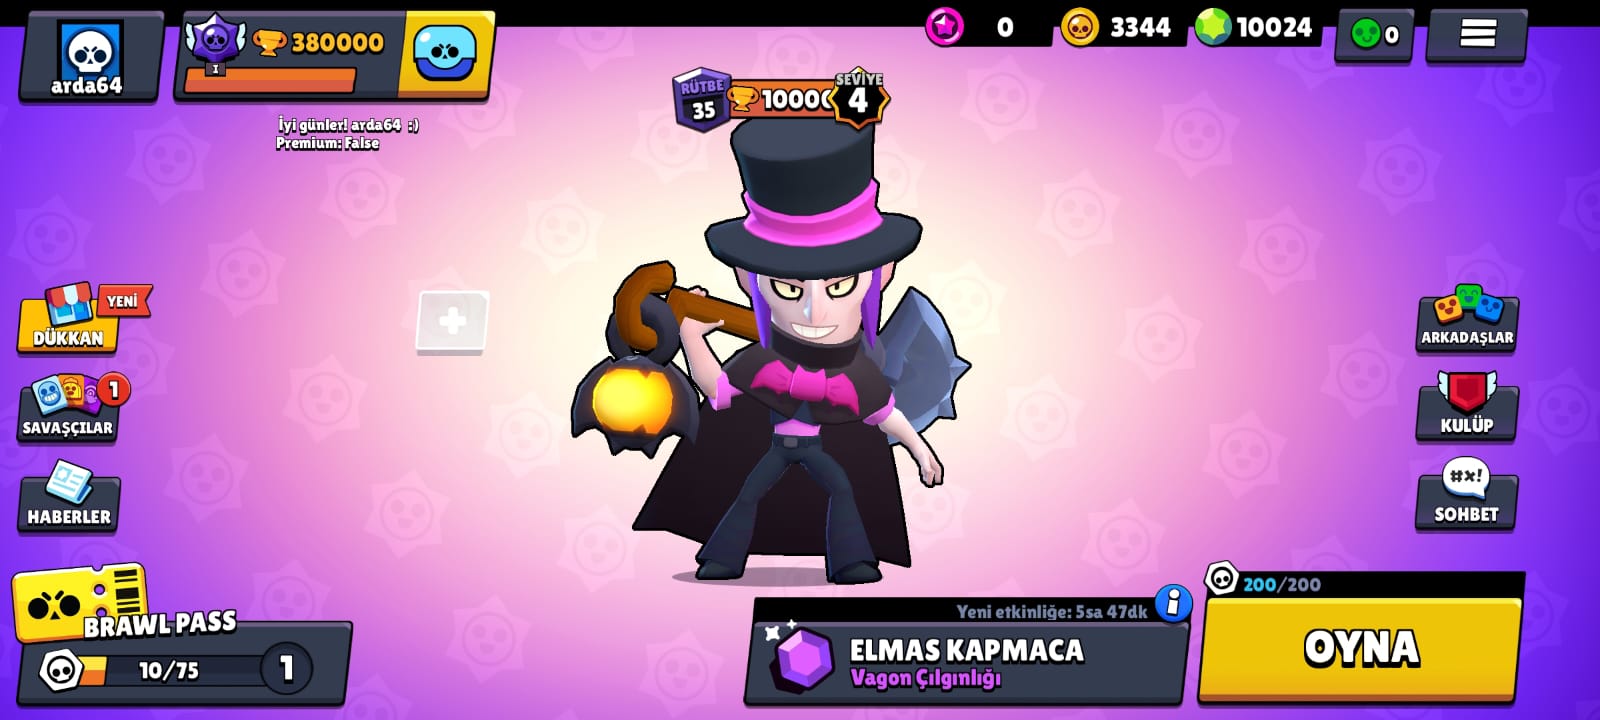 arda64
I
380000
0
3344
10024
0
İyi günler! arda64 :)
Premium: False
RÜTBE
35
10000
SEVİYE
4
YENİ
DÜKKAN
1
SAVAŞÇILAR
HABERLER
ARKADAŞLAR
KULÜP
#x!
SOHBET
BRAWL PASS
10/75
1
Yeni etkinliğe: 5sa 47dk
i
ELMAS KAPMACA
Vagon Çılgınlığı
200/200
OYNA